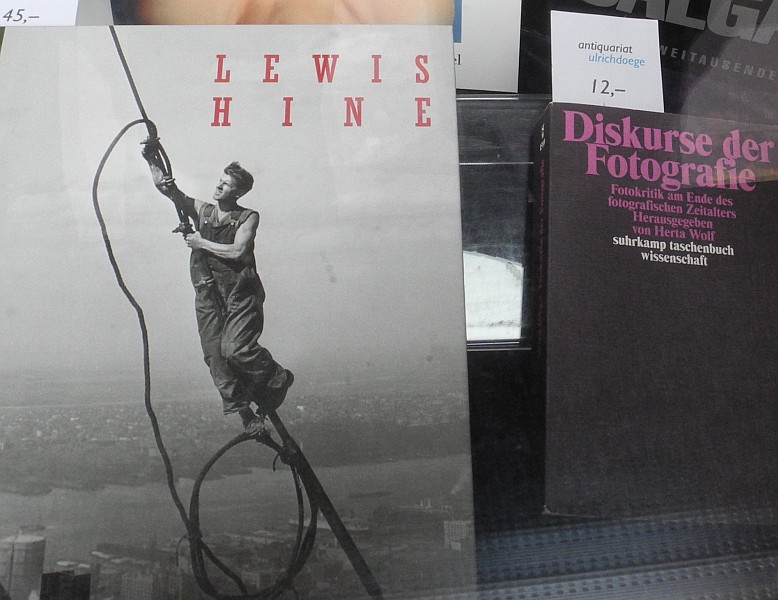 45,–
LEWIS
HINE
antiquariat
ulrichdoege
12,–
Diskurse der
Fotografie
Fotokritik am Ende des
fotografischen Zeitalters
Herausgegeben
von Herta Wolf
suhrkamp taschenbuch
wissenschaft